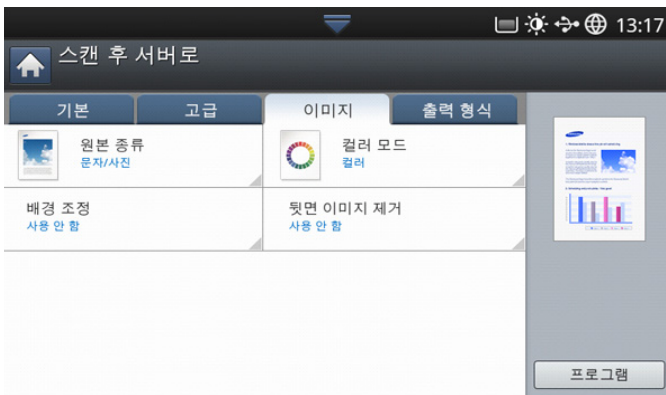 13:17
스캔 후 서버로
기본 고급 이미지 출력 형식
원본 종류
문자/사진
컬러 모드
컬러
배경 조정
사용 안 함
뒷면 이미지 제거
사용 안 함
프로그램